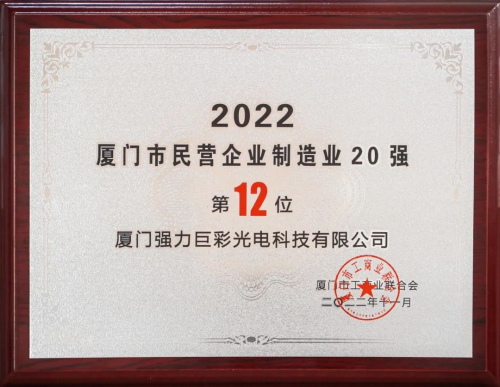 2022
厦门市民营企业制造业20强
第12位
厦门强力巨彩光电科技有限公司
厦门市工商业联合会
二〇二二年十一月